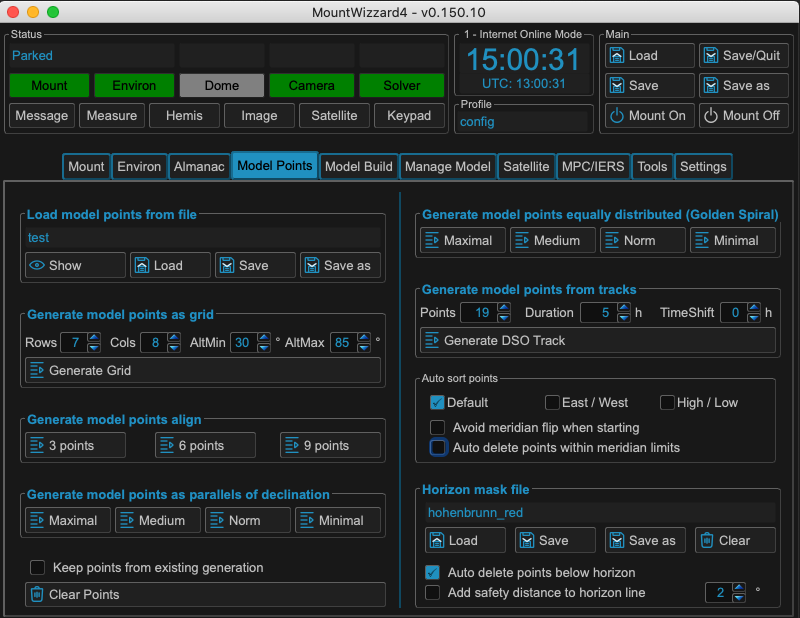 MountWizzard4 - v0.150.10
Status
Parked
Mount Environ Dome Camera Solver
Message Measure Hemis Image Satellite Keypad
1 - Internet Online Mode
15:00:31
UTC: 13:00:31
Profile
config
Main
Load Save/Quit
Save Save as
Mount On Mount Off
Mount Environ Almanac Model Points Model Build Manage Model Satellite MPC/IERS Tools Settings
Load model points from file
test
Show Load Save Save as
Generate model points as grid
Rows 7 Cols 8 AltMin 30 ° AltMax 85 °
Generate Grid
Generate model points align
3 points 6 points 9 points
Generate model points as parallels of declination
Maximal Medium Norm Minimal
Keep points from existing generation
Clear Points
Generate model points equally distributed (Golden Spiral)
Maximal Medium Norm Minimal
Generate model points from tracks
Points 19 Duration 5 h TimeShift 0 h
Generate DSO Track
Auto sort points
Default East / West High / Low
Avoid meridian flip when starting
Auto delete points within meridian limits
Horizon mask file
hohenbrunn_red
Load Save Save as Clear
Auto delete points below horizon
Add safety distance to horizon line 2 °